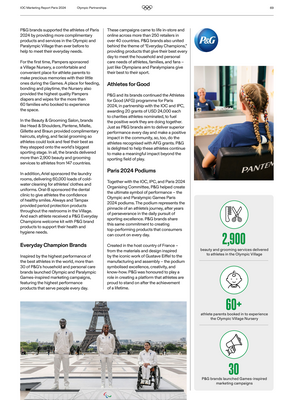 IOC Marketing Report Paris 2024
Olympic Partnerships
P&G brands supported the athletes of Paris
2024 by providing more complimentary
products and services in the Olympic and
Paralympic Village than ever before to
help to meet their everyday needs.
For the first time, Pampers sponsored
a Village Nursery, a comfortable and
convenient place for athlete parents to
make precious memories with their little
ones during the Games. A place for feeding,
bonding and playtime, the Nursery also
provided the highest quality Pampers
diapers and wipes for the more than
60 families who booked to experience
the space.
In the Beauty & Grooming Salon, brands
like Head & Shoulders, Pantene, Mielle,
Gillette and Braun provided complimentary
hairstyle, styling, and facial grooming so
athletes could look and feel their best as
they stepped onto the world's biggest
sporting stage. In all, the brands delivered
more than 2,900 beauty and grooming
services to athletes from 147 countries.
In addition, Ariel sponsored the laundry
rooms, delivering 65,000 loads of cold-
water cleaning for athletes' clothes and
uniforms. Oral-B sponsored the dental
clinic to give athletes the confidence
of healthy smiles. Always and Tampax
provided period protection products
throughout the restrooms in the Village.
And each athlete received a P&G Everyday
Champions welcome kit with P&G brand
products to support their health and
hygiene needs.
Everyday Champion Brands
Inspired by the highest performance of
the best athletes in the world, more than
30 of P&G's household and personal care
brands launched Olympic and Paralympic
Games-inspired marketing campaigns,
featuring the highest performance
products that serve people every day.
These campaigns came to life in store and
online across more than 250 retailers in
over 40 countries. P&G brands also united
behind the theme of "Everyday Champions,"
providing products that give their best every
day to meet the household and personal
care needs of athletes, families, and fans –
just like Olympians and Paralympians give
their best to their sport.
Athletes for Good
P&G and its brands continued the Athletes
for Good (AFG) programme for Paris
2024, in partnership with the IOC and IPC,
awarding 20 grants of USD 24,000 each
to charities athletes nominated, to fuel
the positive work they are doing together.
Just as P&G brands aim to deliver superior
performance every day and make a positive
impact in the community, so, too, do the
athletes recognised with AFG grants. P&G
is delighted to help these athletes continue
to make a meaningful impact beyond the
sporting field of play.
Paris 2024 Podiums
Together with the IOC, IPC, and Paris 2024
Organising Committee, P&G helped create
the ultimate symbol of performance – the
Olympic and Paralympic Games Paris
2024 podiums. The podium represents the
pinnacle of an athlete's journey, after years
of perseverance in the daily pursuit of
sporting excellence. P&G brands share
this same commitment to creating
top-performing products that consumers
can count on every day.
Created in the host country of France –
from the materials and design inspired
by the iconic work of Gustave Eiffel to the
manufacturing and assembly – the podium
symbolised excellence, creativity, and
know-how. P&G was honoured to play a
role in creating a platform that athletes are
proud to stand on after the achievement
of a lifetime.
P&G
PANTENE
2,900
beauty and grooming services delivered
to athletes in the Olympic Village
60+
athlete parents booked in to experience
the Olympic Village Nursery
30
P&G brands launched Games-inspired
marketing campaigns